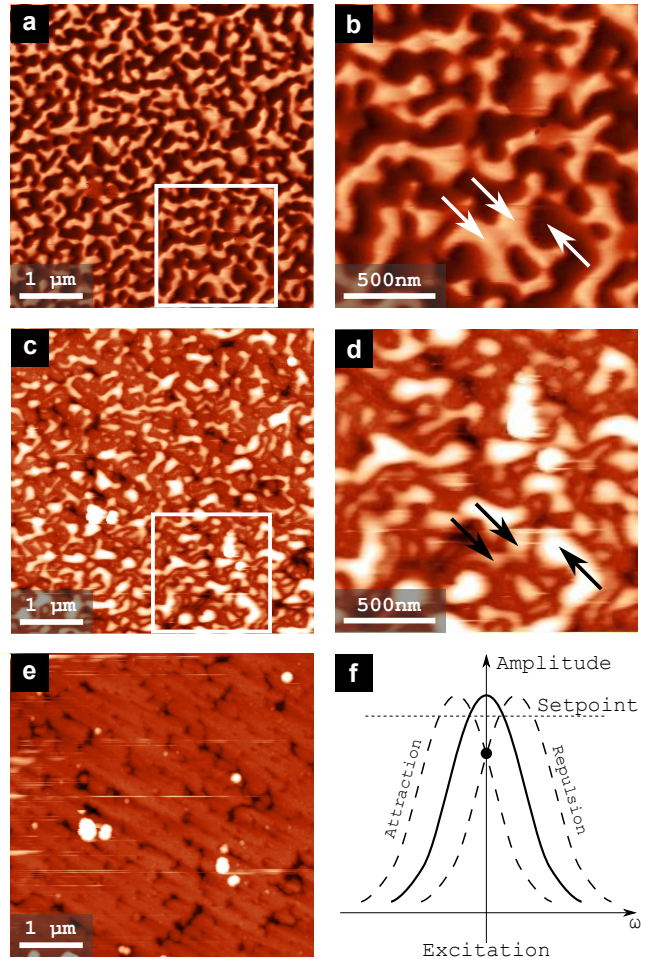 a
b
1 μm
500nm
c
d
1 μm
500nm
e
f
Amplitude
Setpoint
Attraction
Repulsion
1 μm
ω
Excitation